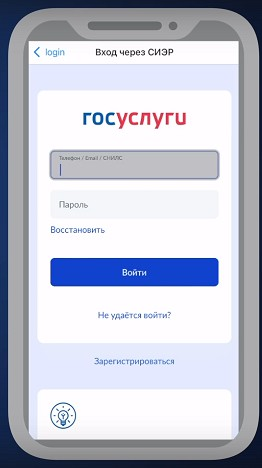 login
Вход через СИЭР
госуслуги
Телефон / Email / СНИЛС
Пароль
Восстановить
Войти
Не удаётся войти?
Зарегистрироваться